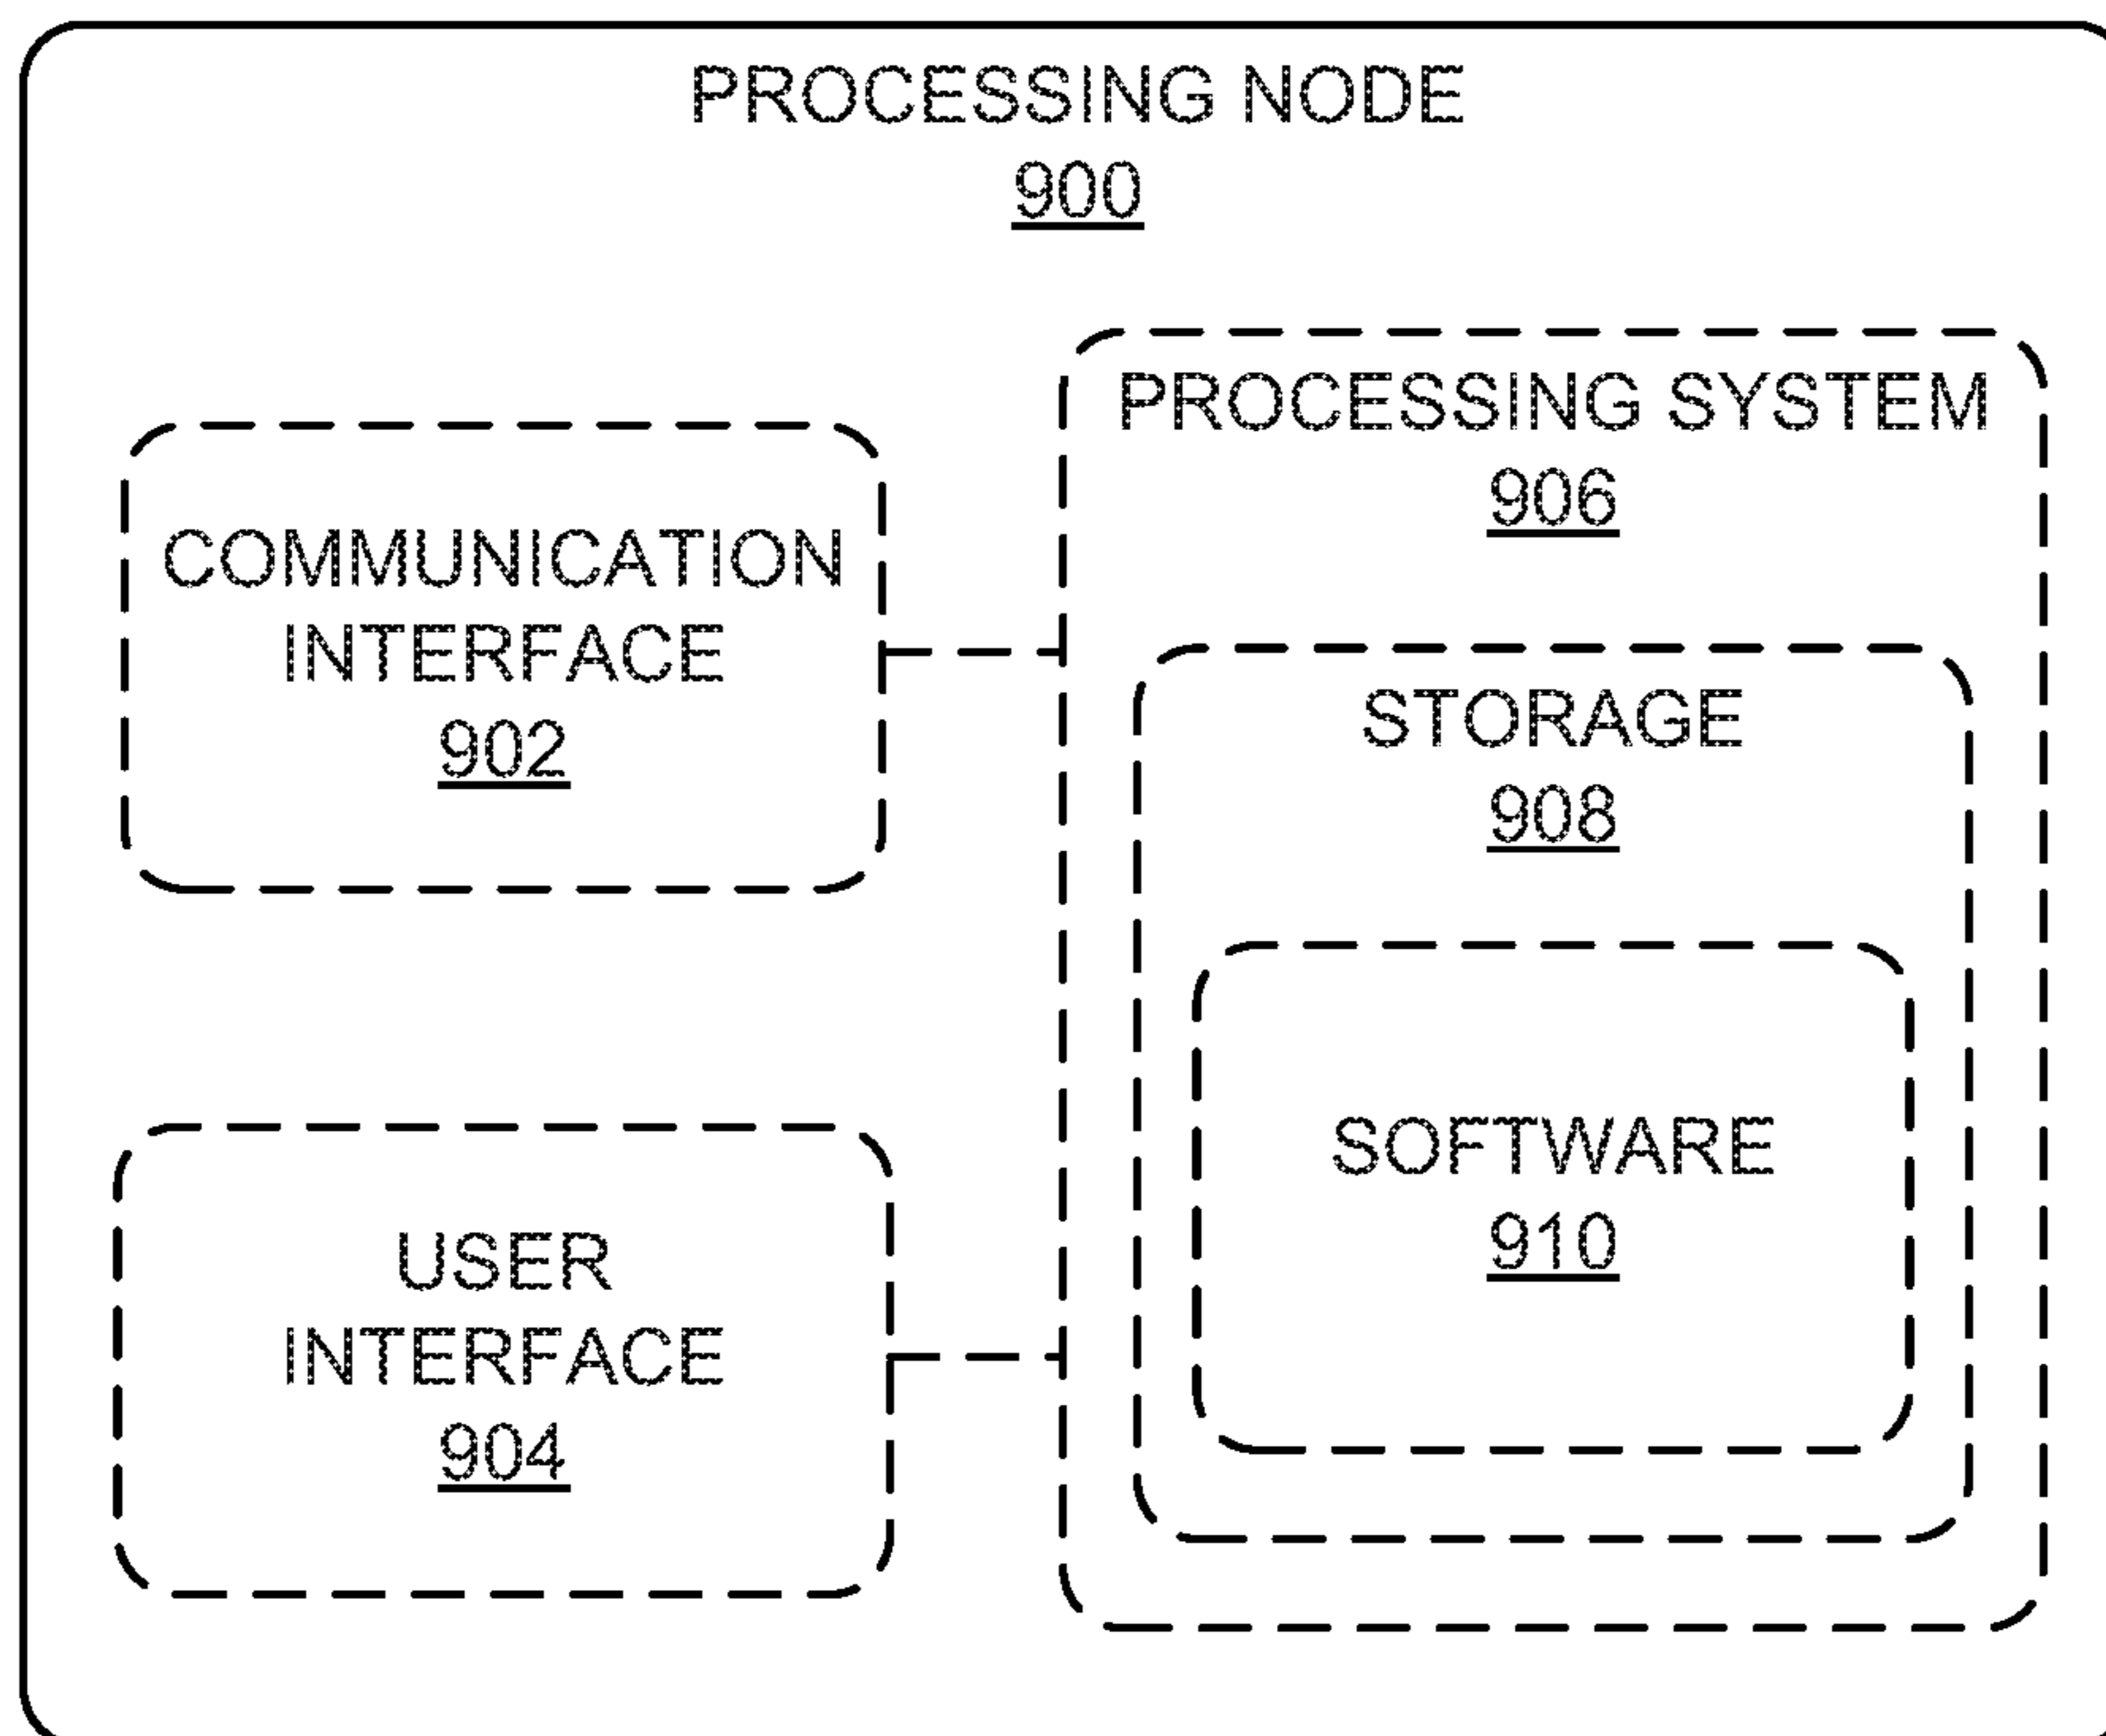 PROCESSING NODE
900
PROCESSING SYSTEM
906
COMMUNICATION
INTERFACE
902
STORAGE
908
SOFTWARE
910
USER
INTERFACE
904